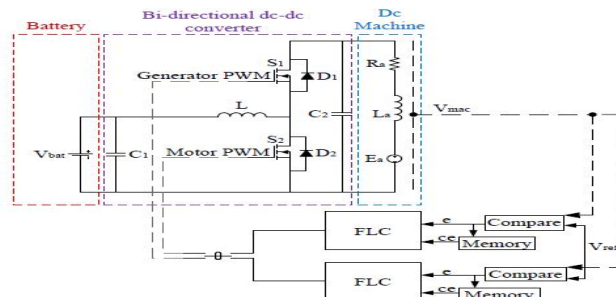 Battery
Bi-directional dc-dc
converter
Dc
Machine
S1
Generator PWM
D1
Ra
L
C2
La
Vmac
S2
Vbat
C1
Motor PWM
D2
Ea
FLC
e
Compare
ce
Memory
Vref
FLC
e
Compare
ce
Memory